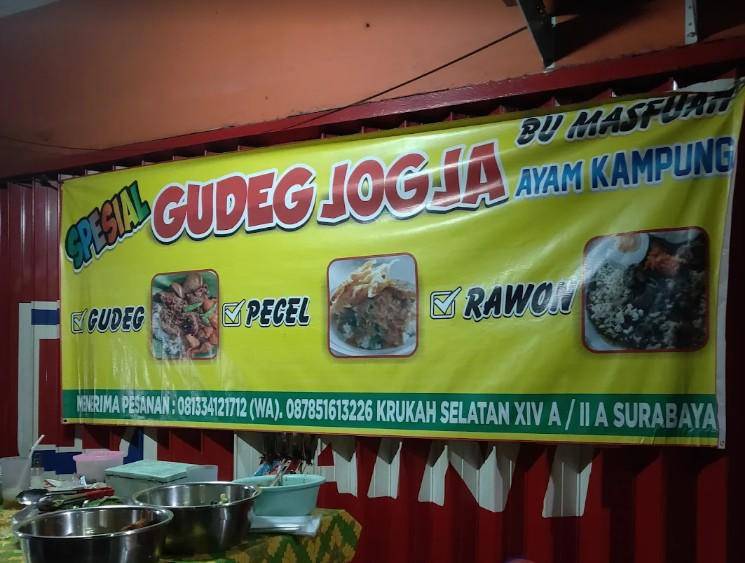 SPESIAL GUDEG JOGJA BU MASFUAH
AYAM KAMPUNG
GUDEG PECEL RAWON
MENERIMA PESANAN : 081334121712 (WA). 087851613226 KRUKAH SELATAN XIV A / II A SURABAYA